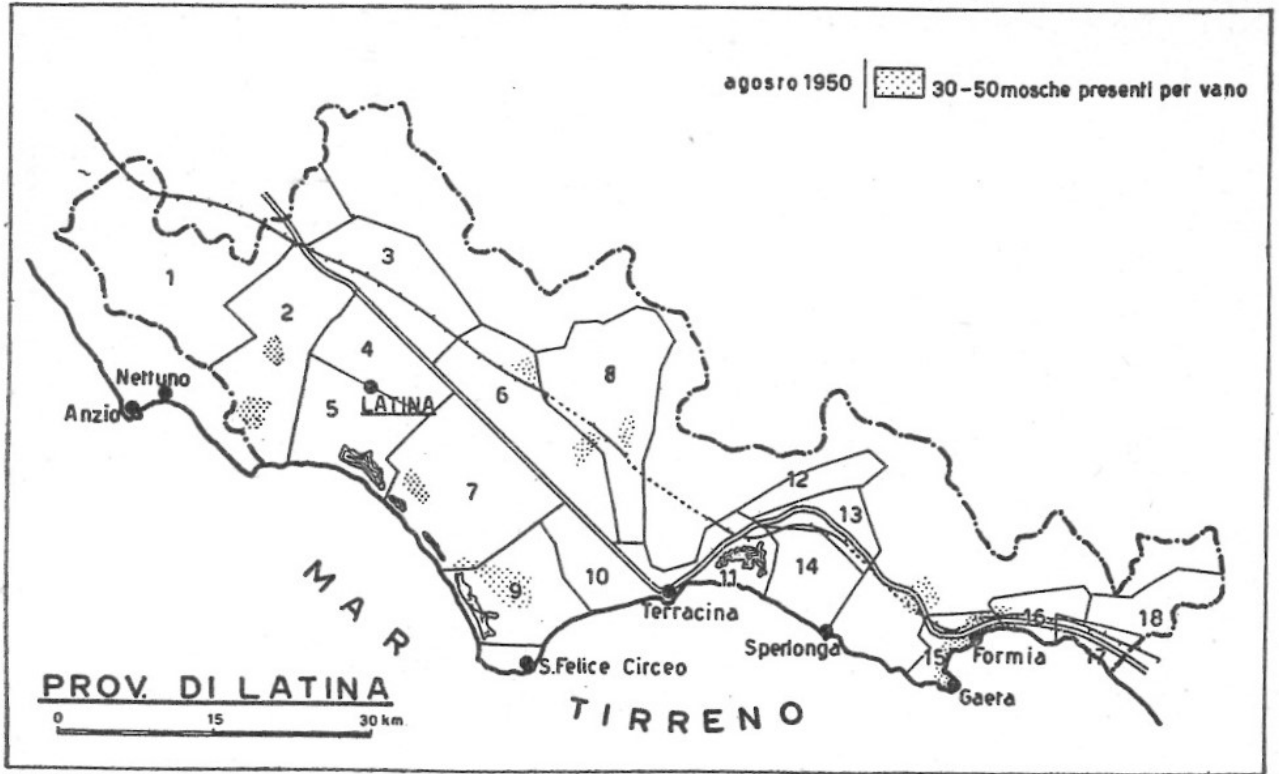 agosro 1950
30-50mosche presenti per vano
1
2
3
4
5
6
7
8
9
10
11
12
13
14
15
16
17
18
Nettuno
Anzio
LATINA
Terracina
S.Felice Circeo
Sperlonga
Formia
Gaeta
MAR
TIRRENO
PROV. DI LATINA
0 15 30 km